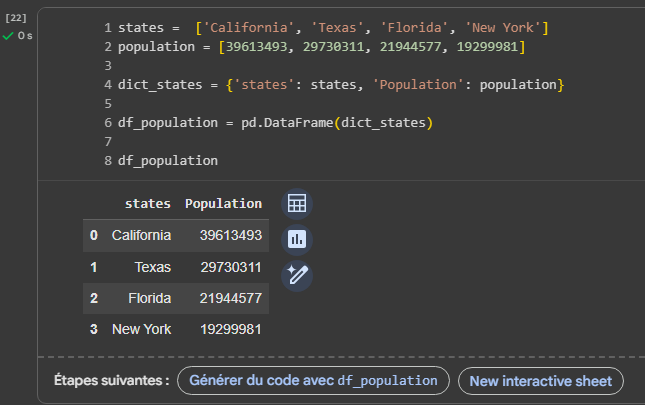 [22]
0 s
1 states =  ['California', 'Texas', 'Florida', 'New York']
2 population = [39613493, 29730311, 21944577, 19299981]
3
4 dict_states = {'states': states, 'Population': population}
5
6 df_population = pd.DataFrame(dict_states)
7
8 df_population
states Population
0 California 39613493
1 Texas 29730311
2 Florida 21944577
3 New York 19299981
Étapes suivantes : Générer du code avec df_population New interactive sheet